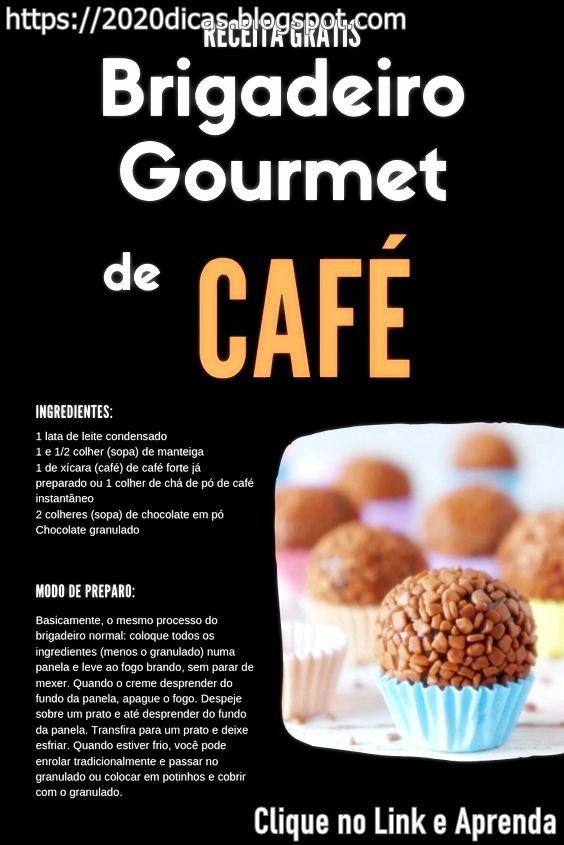 https://2020dicas.blogspot.com
RECEITA GRÁTIS
Brigadeiro
Gourmet
de CAFÉ
INGREDIENTES:
1 lata de leite condensado
1 e 1/2 colher (sopa) de manteiga
1 de xícara (café) de café forte já
preparado ou 1 colher de chá de pó de café
instantâneo
2 colheres (sopa) de chocolate em pó
Chocolate granulado
MODO DE PREPARO:
Basicamente, o mesmo processo do
brigadeiro normal: coloque todos os
ingredientes (menos o granulado) numa
panela e leve ao fogo brando, sem parar de
mexer. Quando o creme desprender do
fundo da panela, apague o fogo. Despeje
sobre um prato e até desprender do fundo
da panela. Transfira para um prato e deixe
esfriar. Quando estiver frio, você pode
enrolar tradicionalmente e passar no
granulado ou colocar em potinhos e cobrir
com o granulado.
Clique no Link e Aprenda